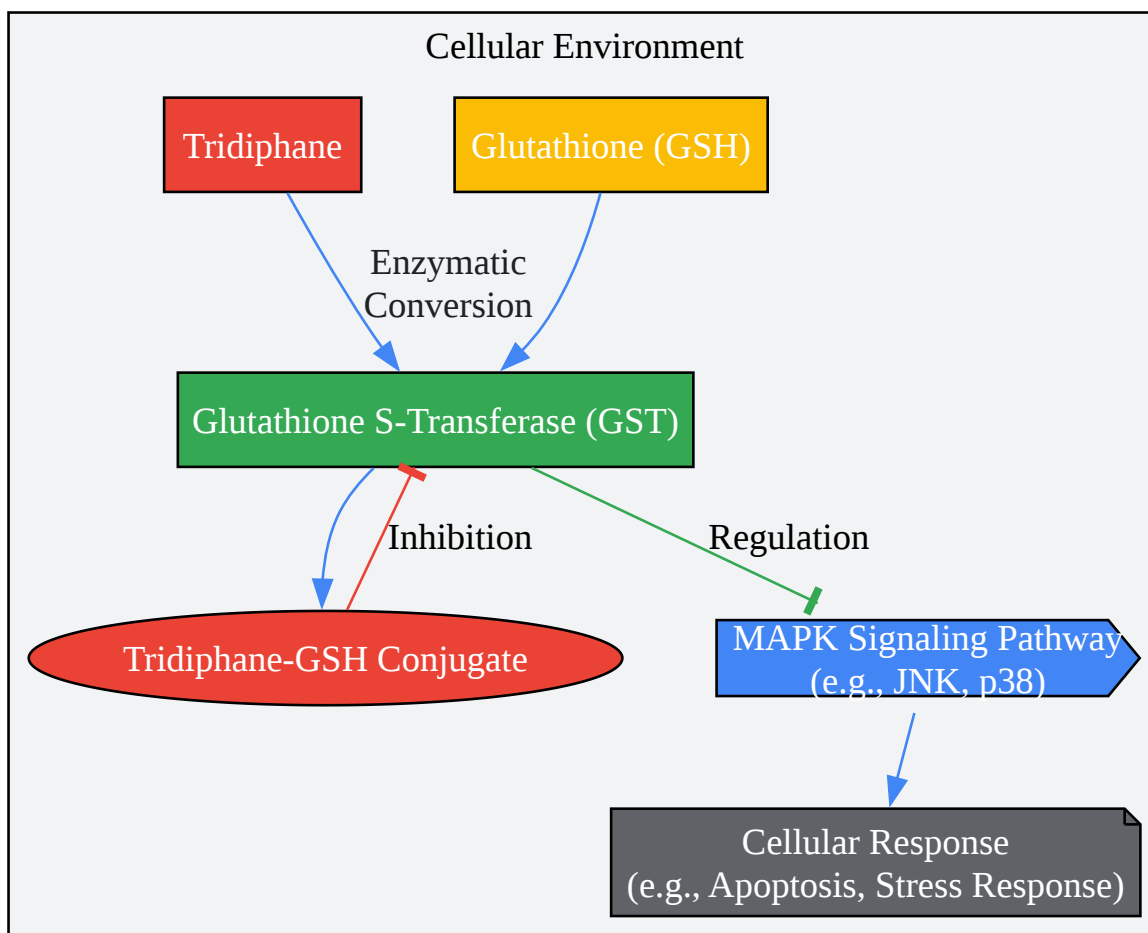 Cellular Environment
Tridiphane
Glutathione (GSH)
Enzymatic
Conversion
Glutathione S-Transferase (GST)
Inhibition
Regulation
Tridiphane-GSH Conjugate
MAPK Signaling Pathway
(e.g., JNK, p38)
Cellular Response
(e.g., Apoptosis, Stress Response)